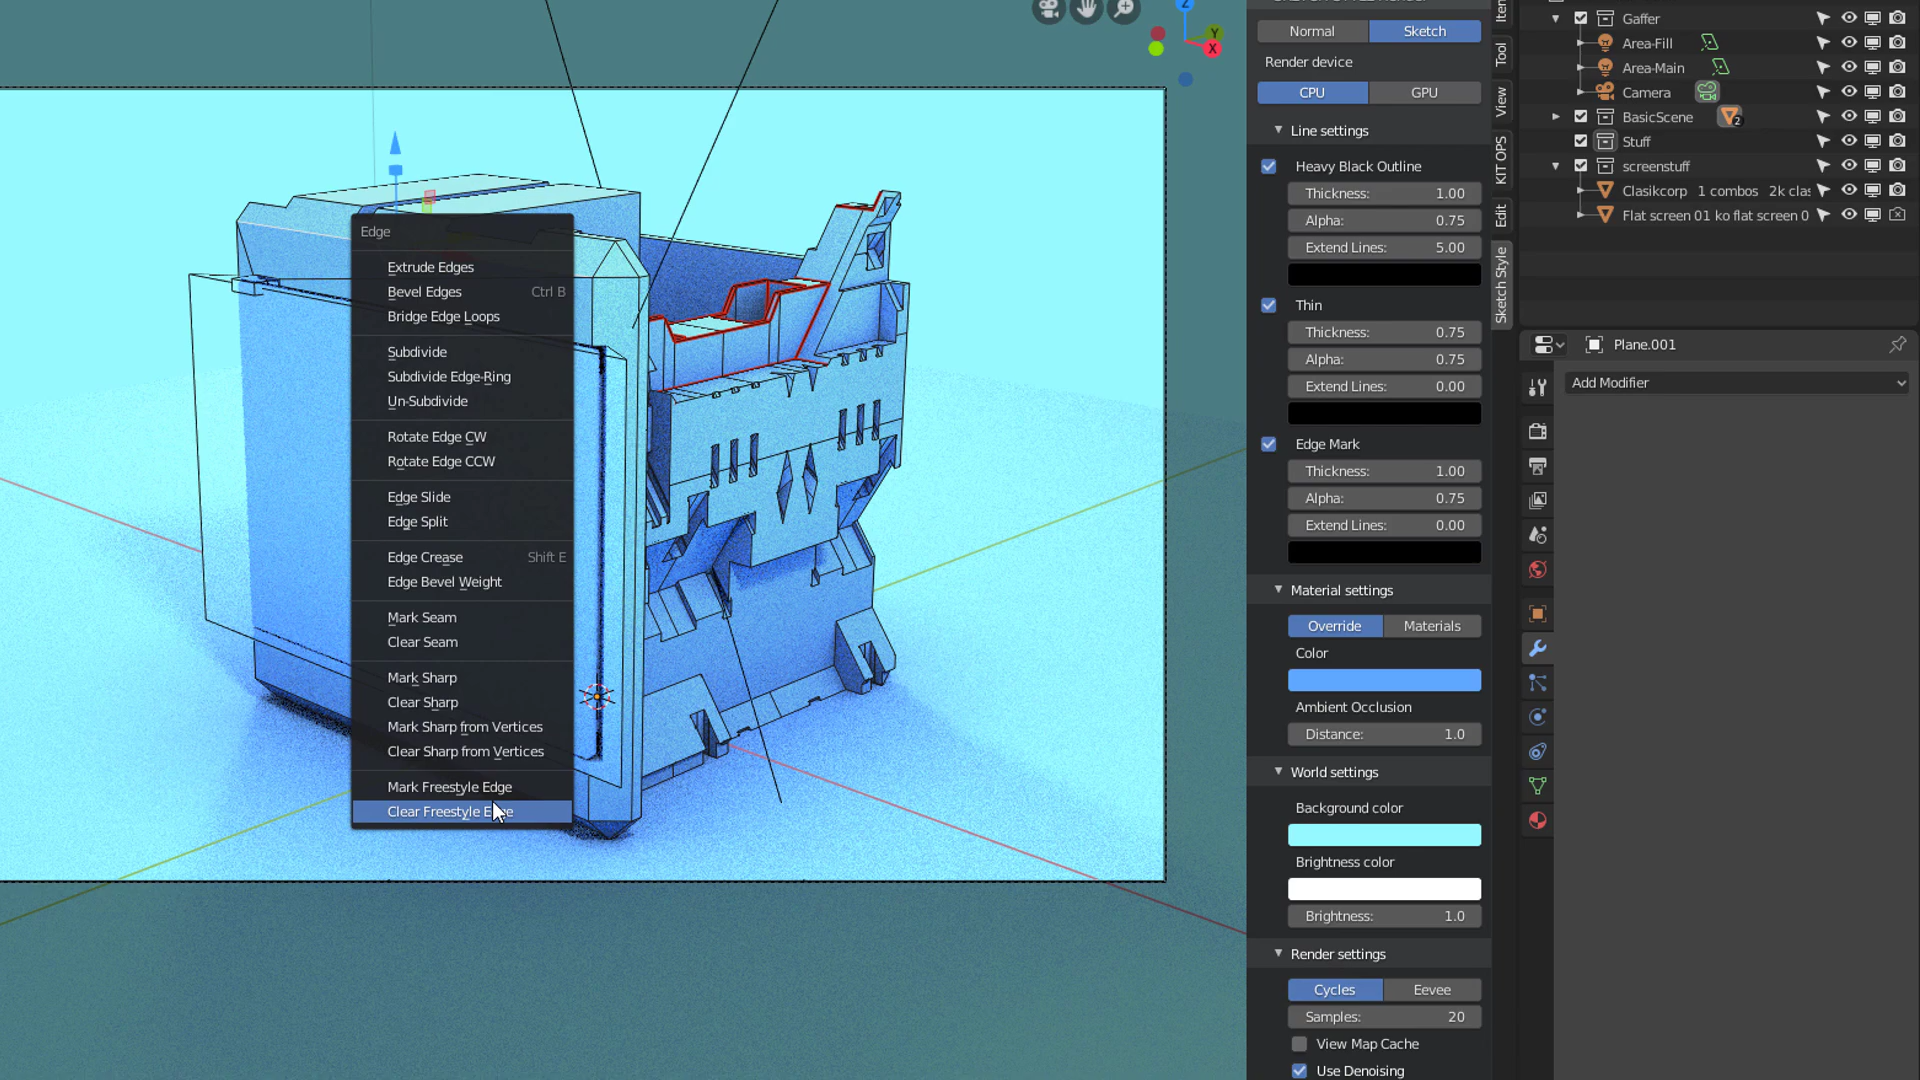 Z
Y
X
Edge
Extrude Edges
Bevel Edges Ctrl B
Bridge Edge Loops
Subdivide
Subdivide Edge-Ring
Un-Subdivide
Rotate Edge CW
Rotate Edge CCW
Edge Slide
Edge Split
Edge Crease Shift E
Edge Bevel Weight
Mark Seam
Clear Seam
Mark Sharp
Clear Sharp
Mark Sharp from Vertices
Clear Sharp from Vertices
Mark Freestyle Edge
Clear Freestyle Edge
Normal Sketch
Render device
CPU GPU
Line settings
Heavy Black Outline
Thickness: 1.00
Alpha: 0.75
Extend Lines: 5.00
Thin
Thickness: 0.75
Alpha: 0.75
Extend Lines: 0.00
Edge Mark
Thickness: 1.00
Alpha: 0.75
Extend Lines: 0.00
Material settings
Override Materials
Color
Ambient Occlusion
Distance: 1.0
World settings
Background color
Brightness color
Brightness: 1.0
Render settings
Cycles Eevee
Samples: 20
View Map Cache
Use Denoising
Item
Tool
View
KIT OPS
Edit
Sketch Style
Gaffer
Area-Fill
Area-Main
Camera
BasicScene 2
Stuff
screenstuff
Clasikcorp 1 combos 2k clas
Flat screen 01 ko flat screen 0
Plane.001
Add Modifier